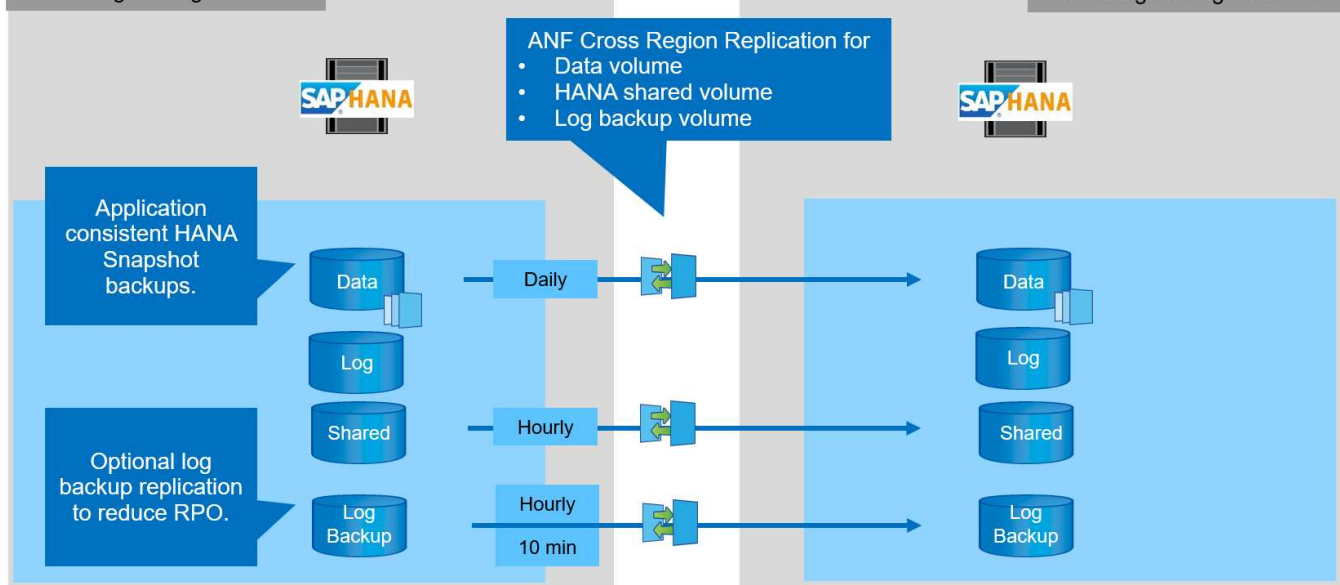 ANF Cross Region Replication for
• Data volume
• HANA shared volume
• Log backup volume
SAP HANA
SAP HANA
Application
consistent HANA
Snapshot
backups.
Data
Daily
Data
Log
Log
Shared
Hourly
Shared
Optional log
backup replication
to reduce RPO.
Log
Backup
Hourly
10 min
Log
Backup